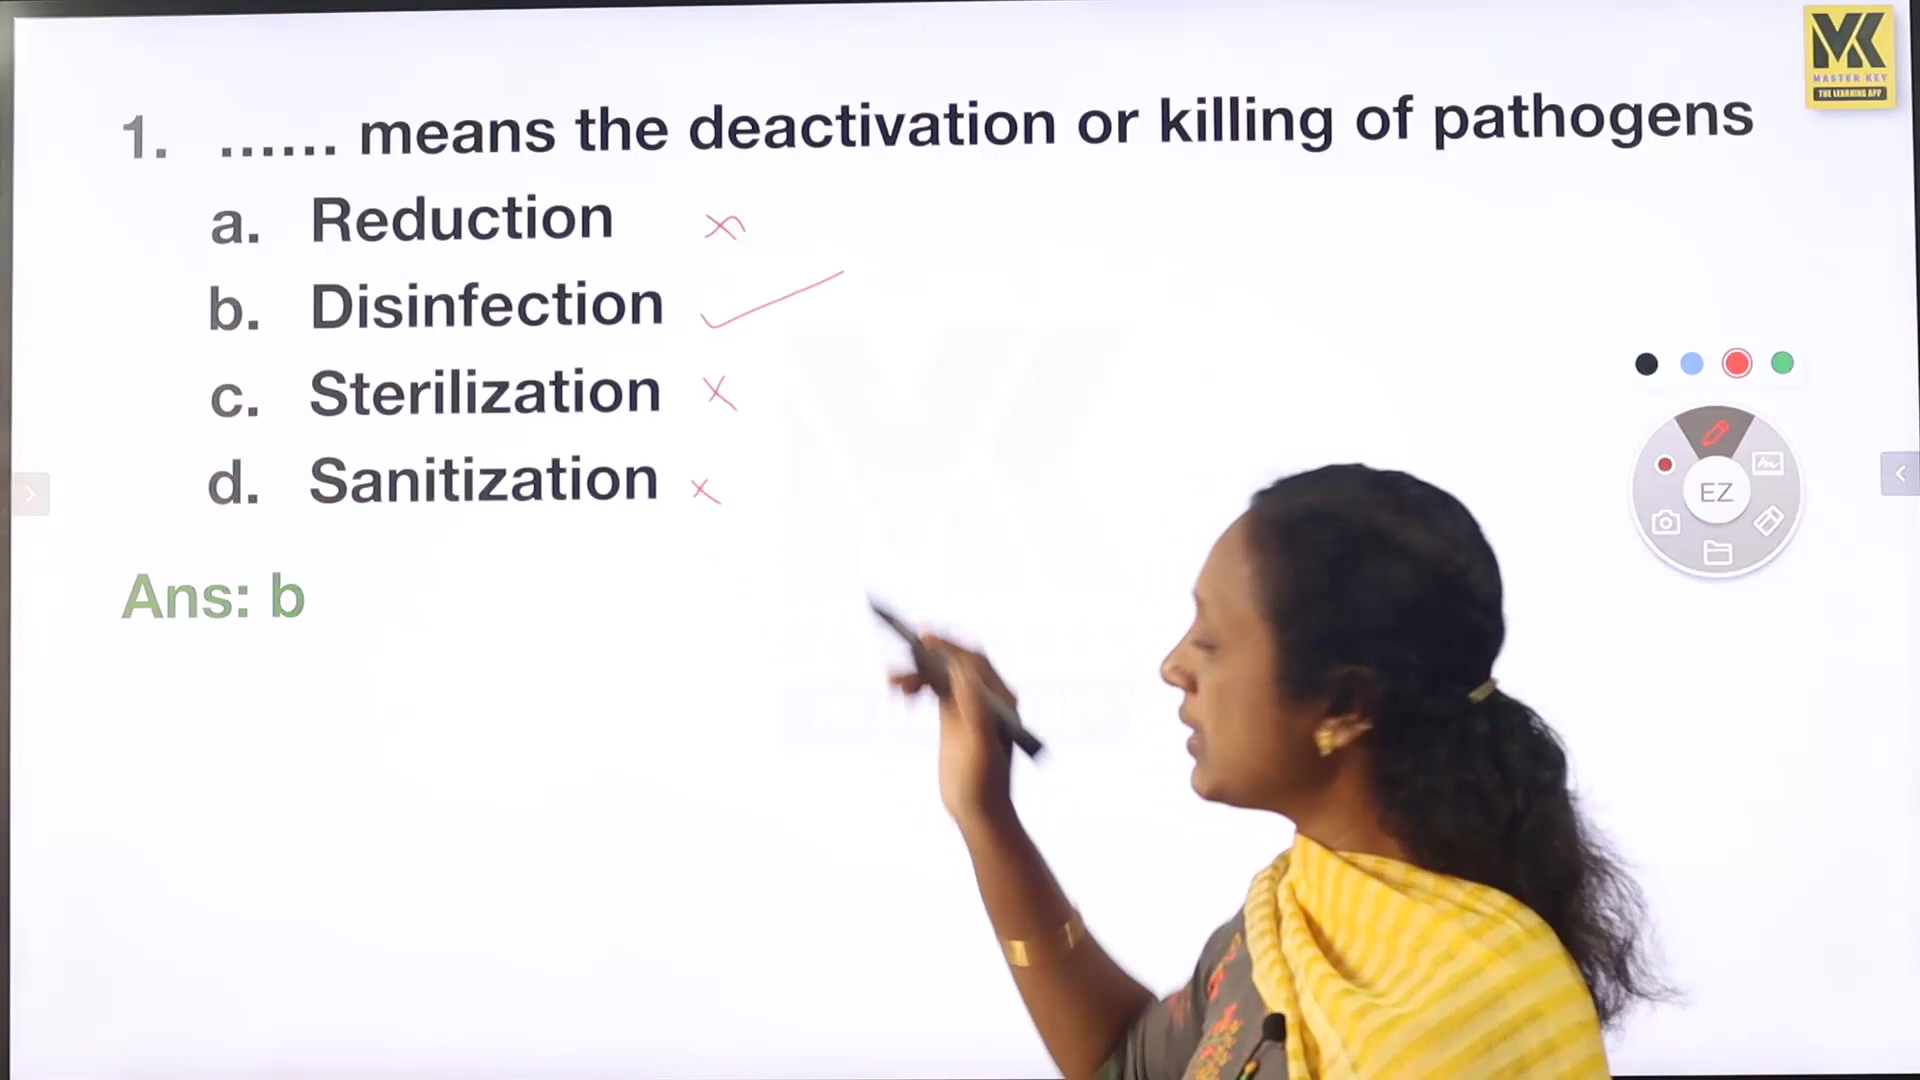 MK
MASTER KEY
THE LEARNING APP
1. ...... means the deactivation or killing of pathogens
a. Reduction
b. Disinfection
c. Sterilization
d. Sanitization
Ans: b
EZ